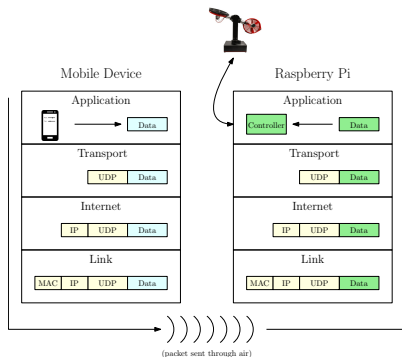 Mobile Device
Application
Data
Transport
UDP Data
Internet
IP UDP Data
Link
MAC IP UDP Data
Raspberry Pi
Application
Controller Data
Transport
UDP Data
Internet
IP UDP Data
Link
MAC IP UDP Data
(packet sent through air)